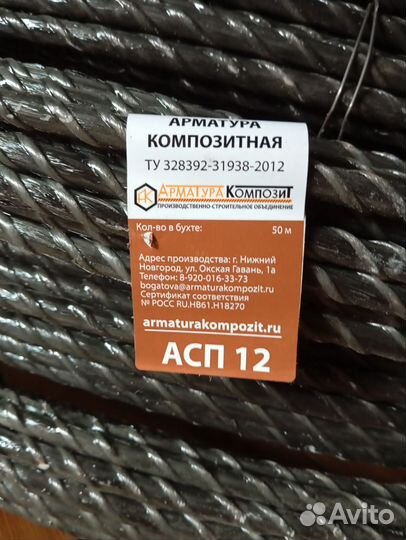 АРМАТУРА
КОМПОЗИТНАЯ
ТУ 328392-31938-2012
АК АРМАТУРА КОМПОЗИТ
ПРОИЗВОДСТВЕННО-СТРОИТЕЛЬНОЕ ОБЪЕДИНЕНИЕ
Кол-во в бухте: 50 м
Адрес производства: г. Нижний
Новгород, ул. Окская Гавань, 1а
Телефон: 8-920-016-33-73
bogatova@armaturakompozit.ru
Сертификат соответствия
№ РОСС RU.HB61.H18270
armaturakompozit.ru
АСП 12
Avito